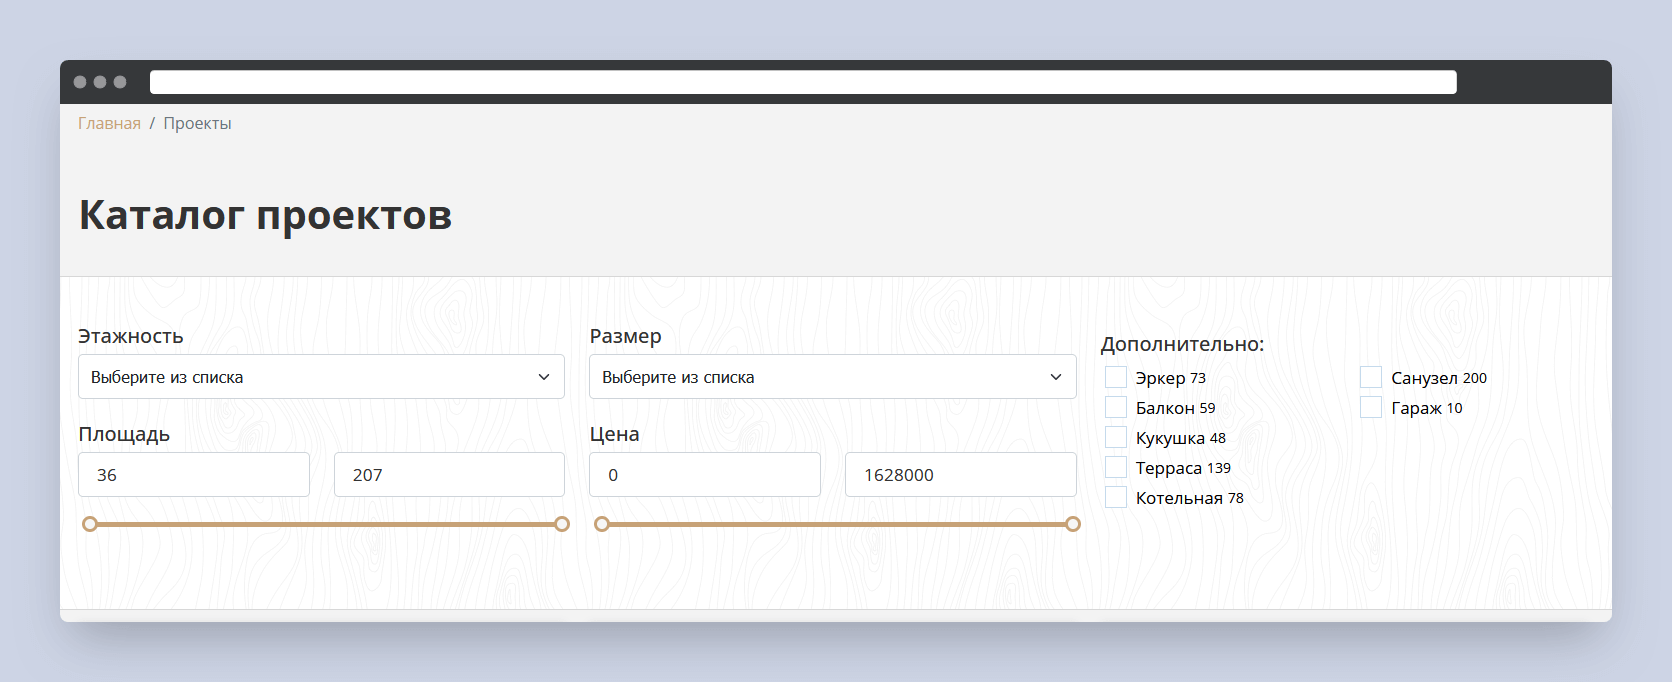 Главная / Проекты
Каталог проектов
Этажность
Выберите из списка
Размер
Выберите из списка
Площадь
36
207
Цена
0
1628000
Дополнительно:
Эркер 73
Балкон 59
Кукушка 48
Терраса 139
Котельная 78
Санузел 200
Гараж 10